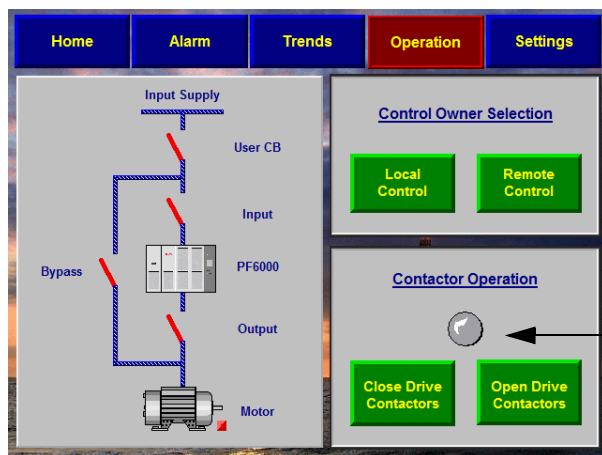 Home
Alarm
Trends
Operation
Settings
Input Supply
User CB
Input
PF6000
Bypass
Output
Motor
Control Owner Selection
Local
Control
Remote
Control
Contactor Operation
Close Drive
Contactors
Open Drive
Contactors